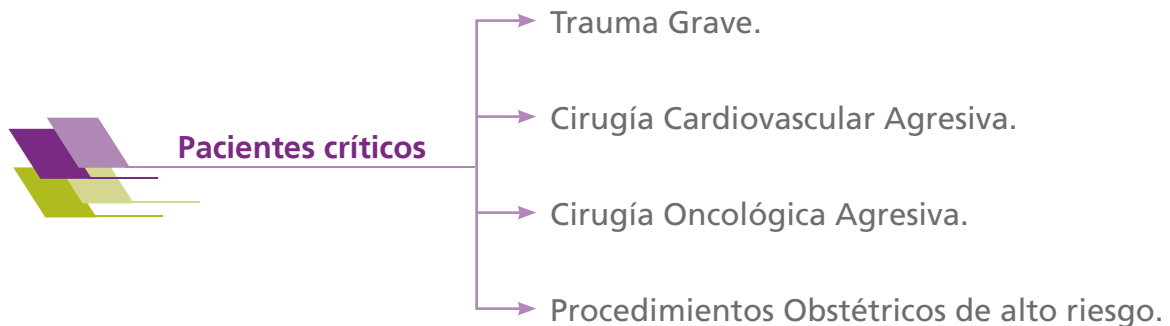 Trauma Grave.
Cirugía Cardiovascular Agresiva.
Pacientes críticos
Cirugía Oncológica Agresiva.
Procedimientos Obstétricos de alto riesgo.